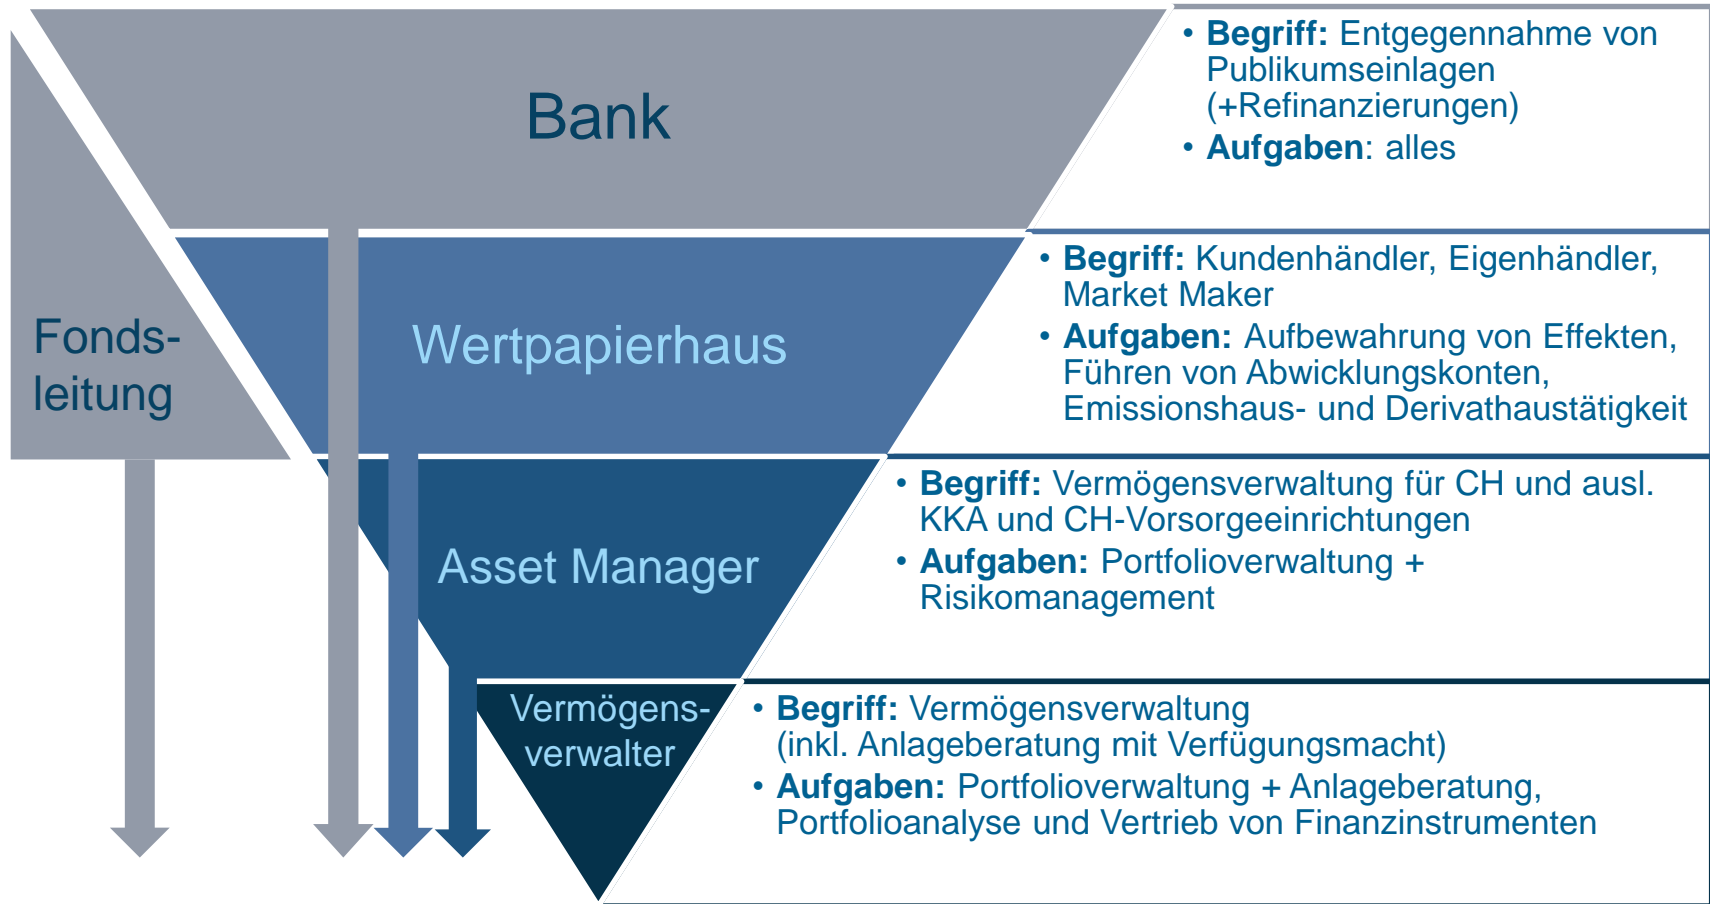 Bank
• Begriff: Entgegennahme von
Publikumseinlagen
(+Refinanzierungen)
• Aufgaben: alles
Fonds-
leitung
Wertpapierhaus
• Begriff: Kundenhändler, Eigenhändler,
Market Maker
• Aufgaben: Aufbewahrung von Effekten,
Führen von Abwicklungskonten,
Emissionshaus- und Derivathaustätigkeit
Asset Manager
• Begriff: Vermögensverwaltung für CH und ausl.
KKA und CH-Vorsorgeeinrichtungen
• Aufgaben: Portfolioverwaltung +
Risikomanagement
Vermögens-
verwalter
• Begriff: Vermögensverwaltung
(inkl. Anlageberatung mit Verfügungsmacht)
• Aufgaben: Portfolioverwaltung + Anlageberatung,
Portfolioanalyse und Vertrieb von Finanzinstrumenten